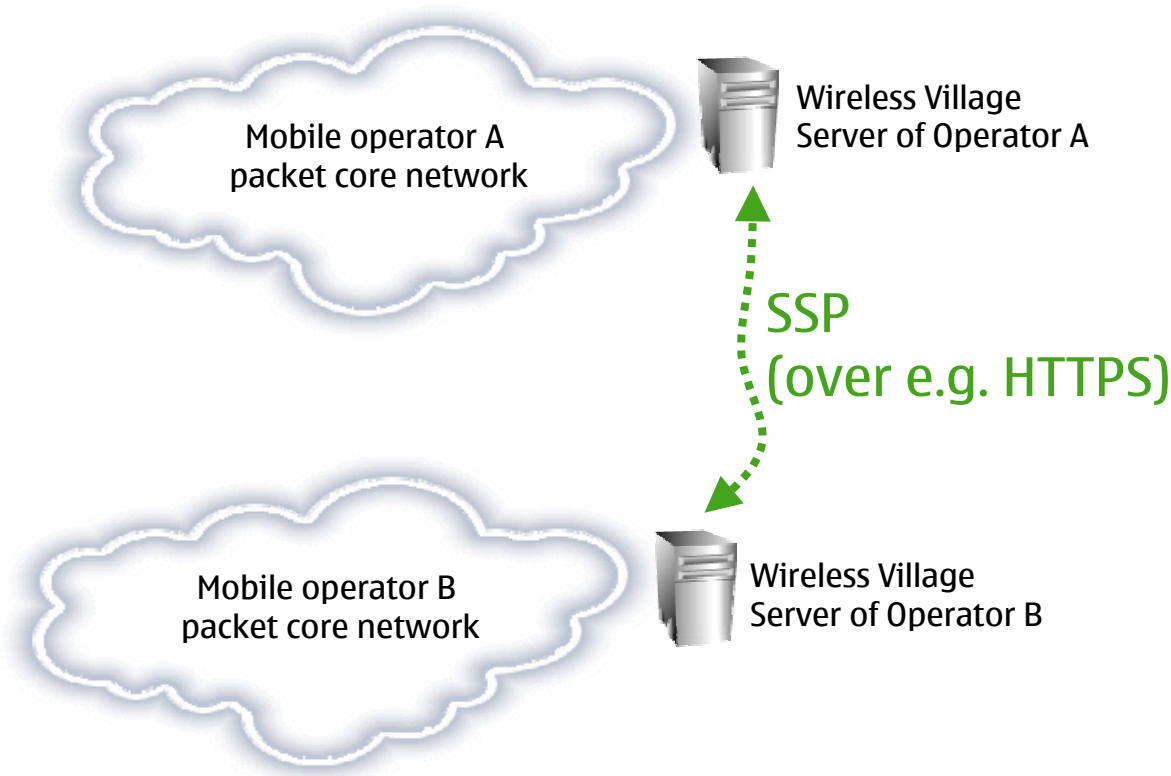 Mobile operator A
packet core network
Wireless Village
Server of Operator A
SSP
(over e.g. HTTPS)
Mobile operator B
packet core network
Wireless Village
Server of Operator B